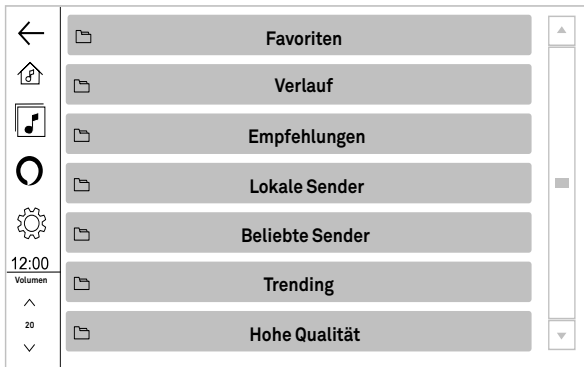 Favoriten
Verlauf
Empfehlungen
Lokale Sender
Beliebte Sender
12:00
Volumen
Trending
20
Hohe Qualität